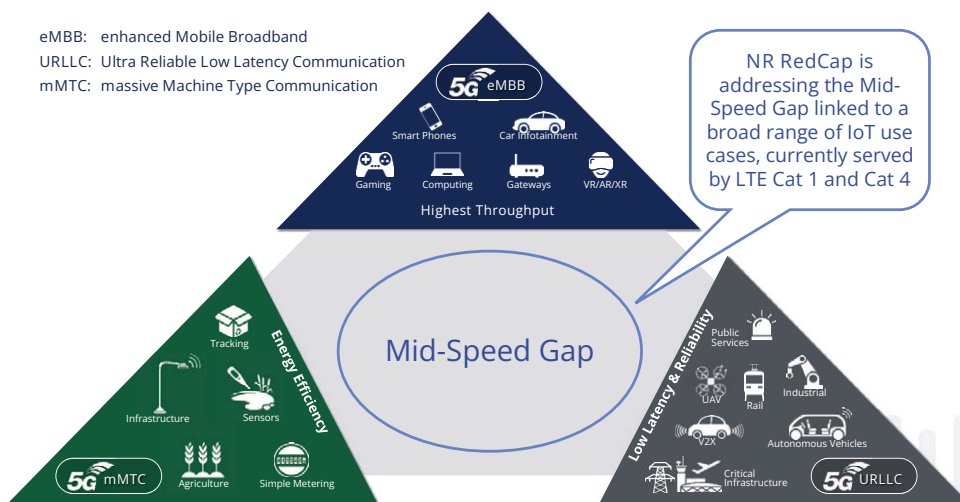 eMBB: enhanced Mobile Broadband
URLLC: Ultra Reliable Low Latency Communication
mMTC: massive Machine Type Communication
5G eMBB
Smart Phones
Car Infotainment
Gaming
Computing
Gateways
VR/AR/XR
Highest Throughput
NR RedCap is
addressing the Mid-
Speed Gap linked to a
broad range of IoT use
cases, currently served
by LTE Cat 1 and Cat 4
Mid-Speed Gap
Energy Efficiency
Tracking
Infrastructure
Sensors
Agriculture
Simple Metering
5G mMTC
Low Latency & Reliability
Public
Services
UAV
Rail
Industrial
V2X
Autonomous Vehicles
Critical
Infrastructure
5G URLLC